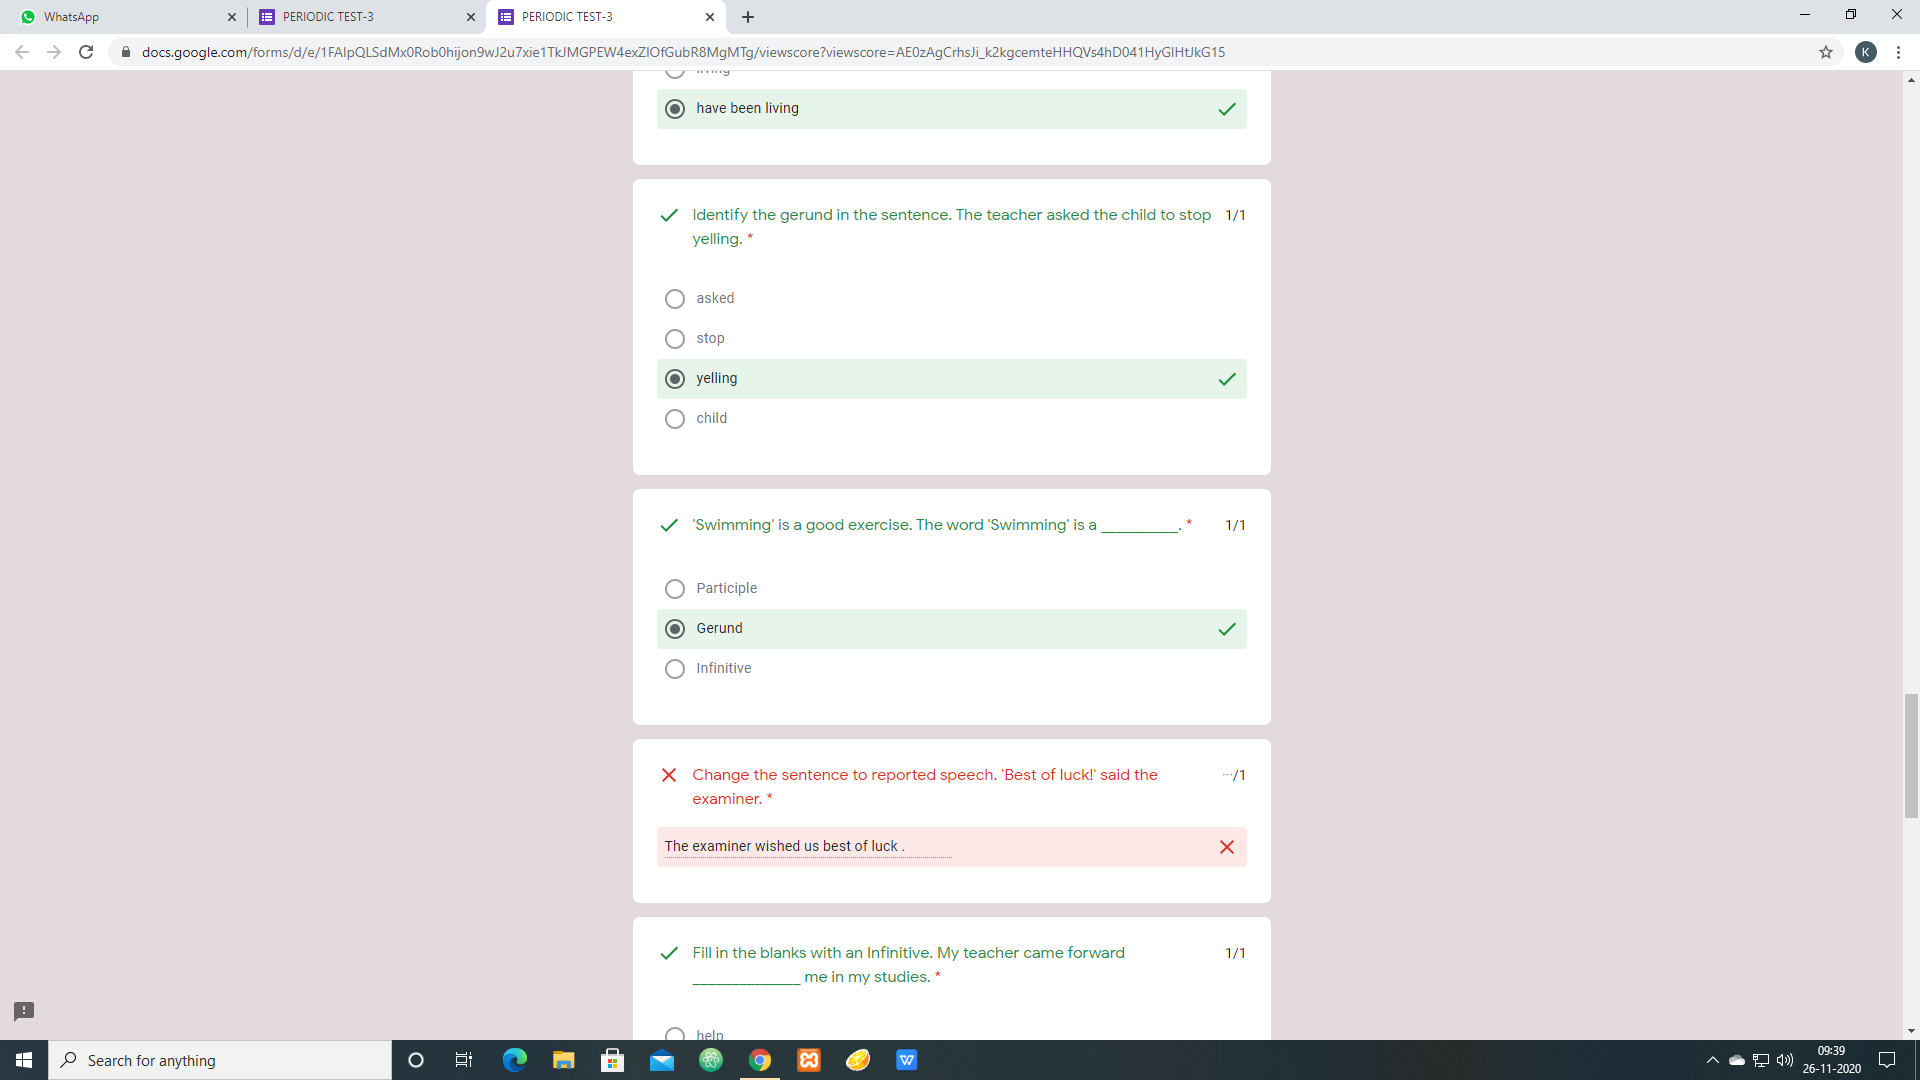 WhatsApp
PERIODIC TEST-3
PERIODIC TEST-3
docs.google.com/forms/d/e/1FAIpQLSdMx0Rob0hijon9wJ2u7xie1TkJMGPEW4exZIOfGubR8MgMTg/viewscore?viewscore=AE0zAgCrhsJi_k2kgcemteHHQVs4hD041HyGlHtJkG15
K
living
have been living
Identify the gerund in the sentence. The teacher asked the child to stop 1/1
yelling. *
asked
stop
yelling
child
'Swimming' is a good exercise. The word 'Swimming' is a __________. * 1/1
Participle
Gerund
Infinitive
Change the sentence to reported speech. 'Best of luck!' said the …/1
examiner. *
The examiner wished us best of luck .
Fill in the blanks with an Infinitive. My teacher came forward 1/1
______________ me in my studies. *
help
Search for anything
09:39
26-11-2020